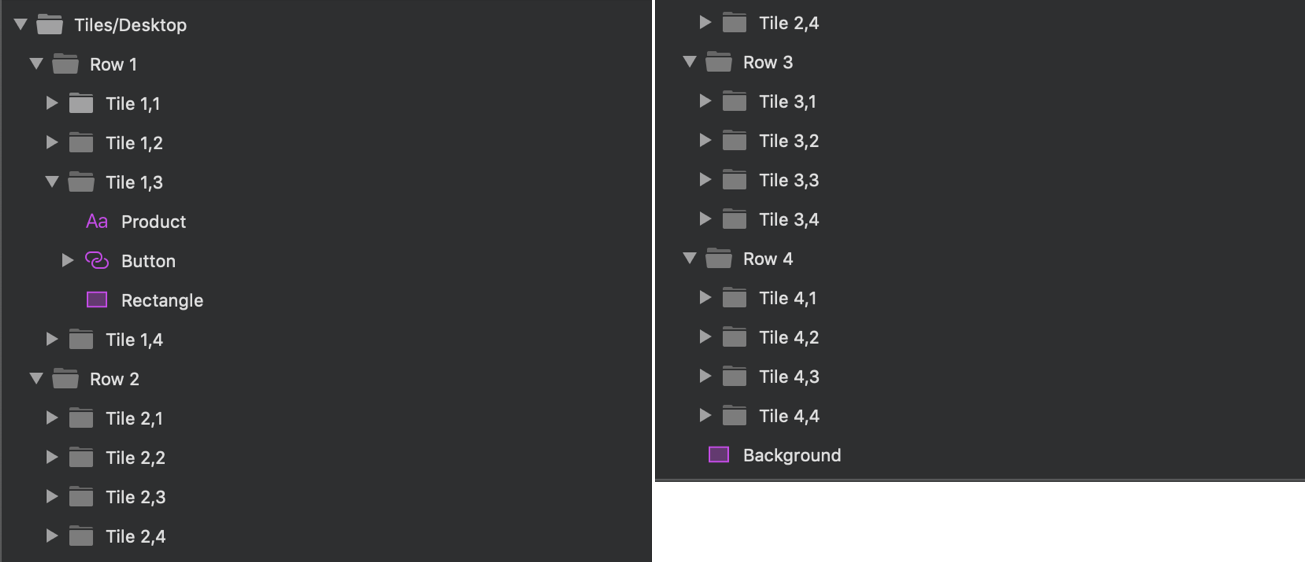 Tiles/Desktop
Row 1
Tile 1,1
Tile 1,2
Tile 1,3
Aa Product
Button
Rectangle
Tile 1,4
Row 2
Tile 2,1
Tile 2,2
Tile 2,3
Tile 2,4
Tile 2,4
Row 3
Tile 3,1
Tile 3,2
Tile 3,3
Tile 3,4
Row 4
Tile 4,1
Tile 4,2
Tile 4,3
Tile 4,4
Background